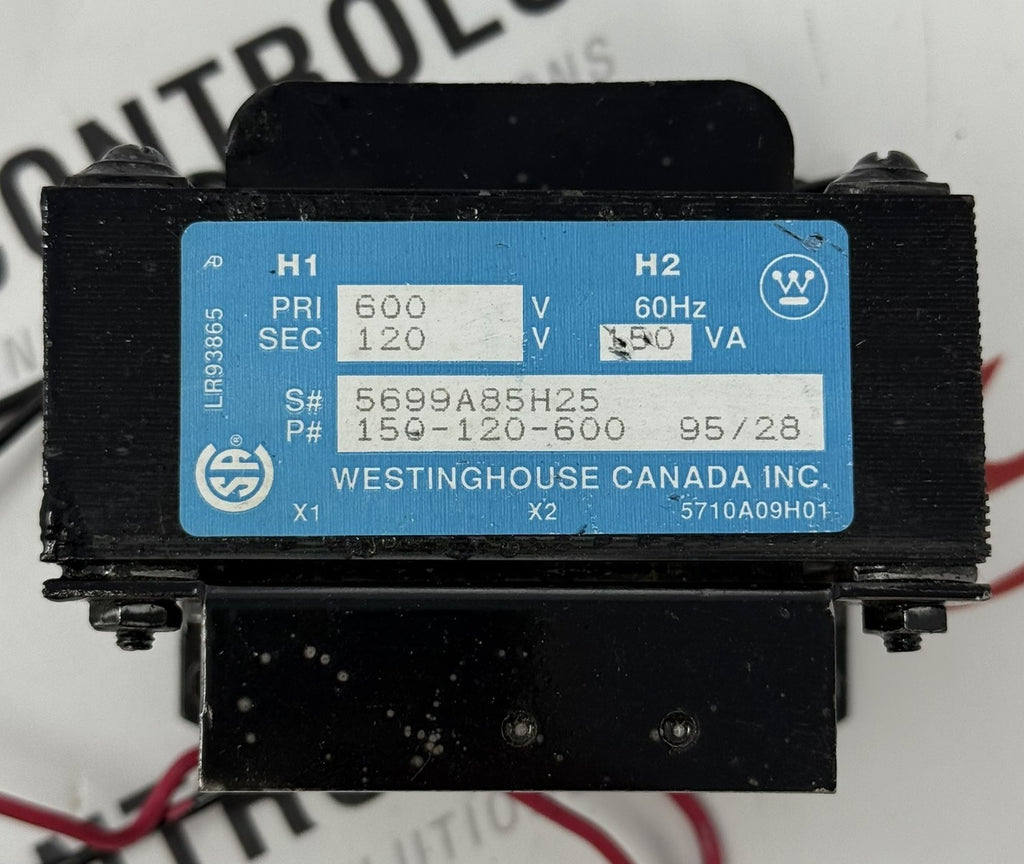 CONTROLS
H1 H2
PRI 600 V 60Hz
SEC 120 V 150 VA
LR93865
S# 5699A85H25
P# 150-120-600 95/28
WESTINGHOUSE CANADA INC.
X1 X2 5710A09H01